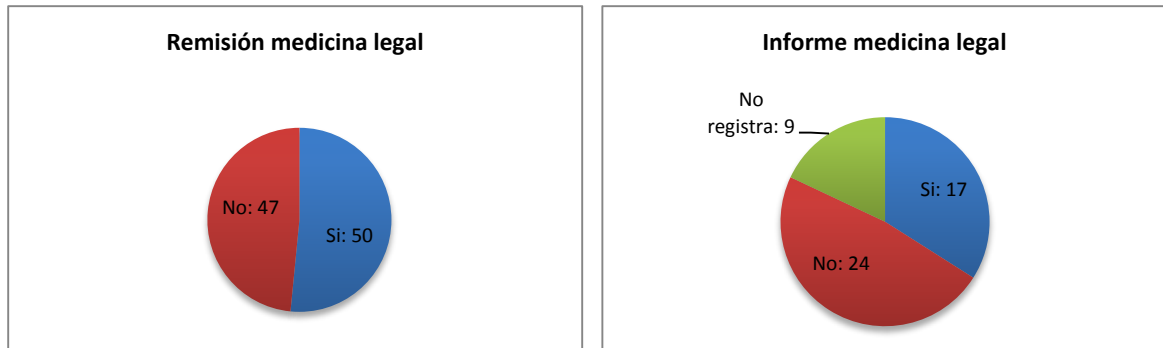 Remisión medicina legal
No: 47
Si: 50
Informe medicina legal
No
registra: 9
Si: 17
No: 24